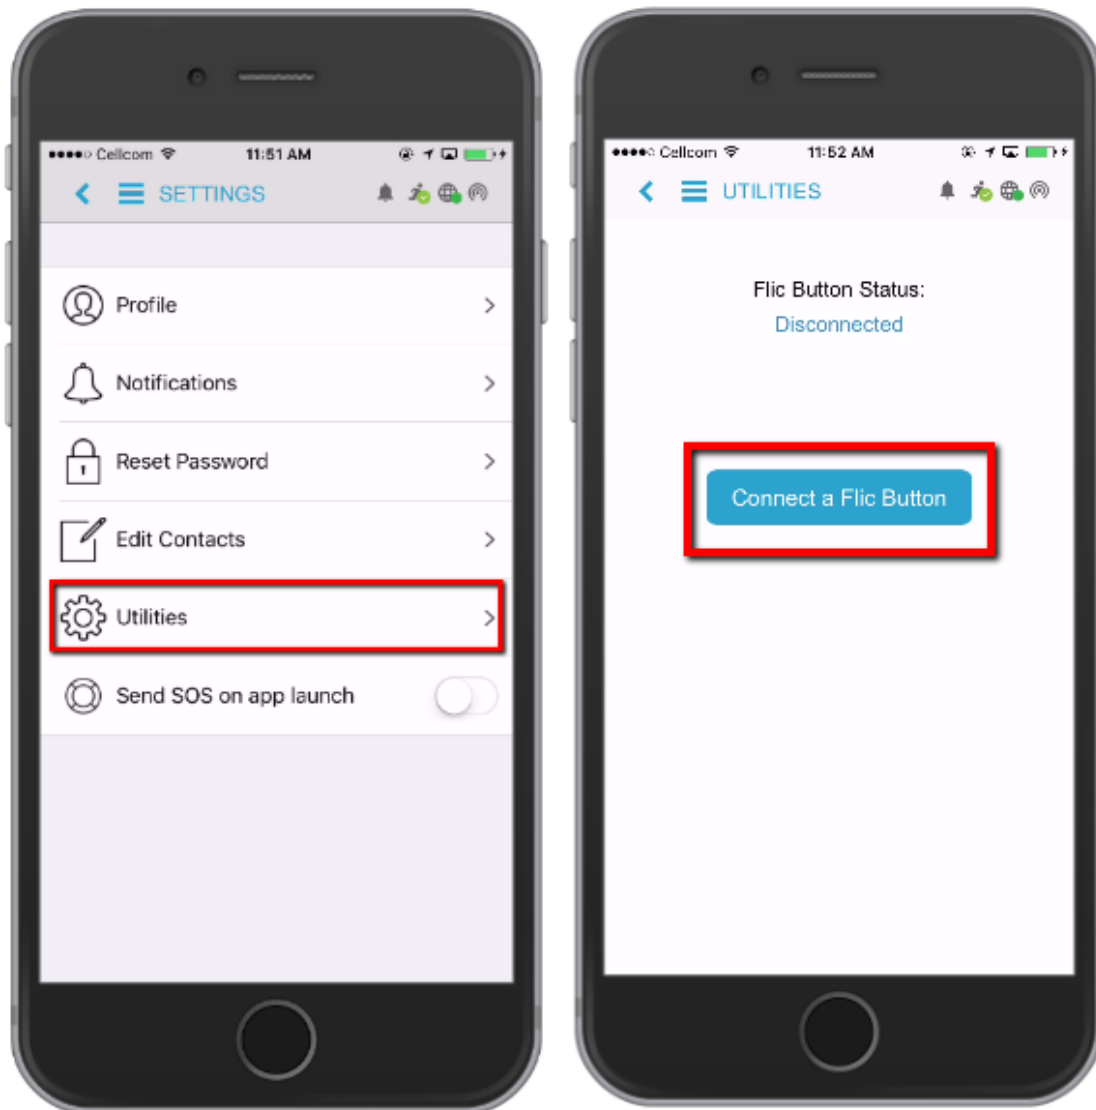 Cellcom 11:51 AM
SETTINGS
Profile
Notifications
Reset Password
Edit Contacts
Utilities
Send SOS on app launch
Cellcom 11:52 AM
UTILITIES
Flic Button Status:
Disconnected
Connect a Flic Button